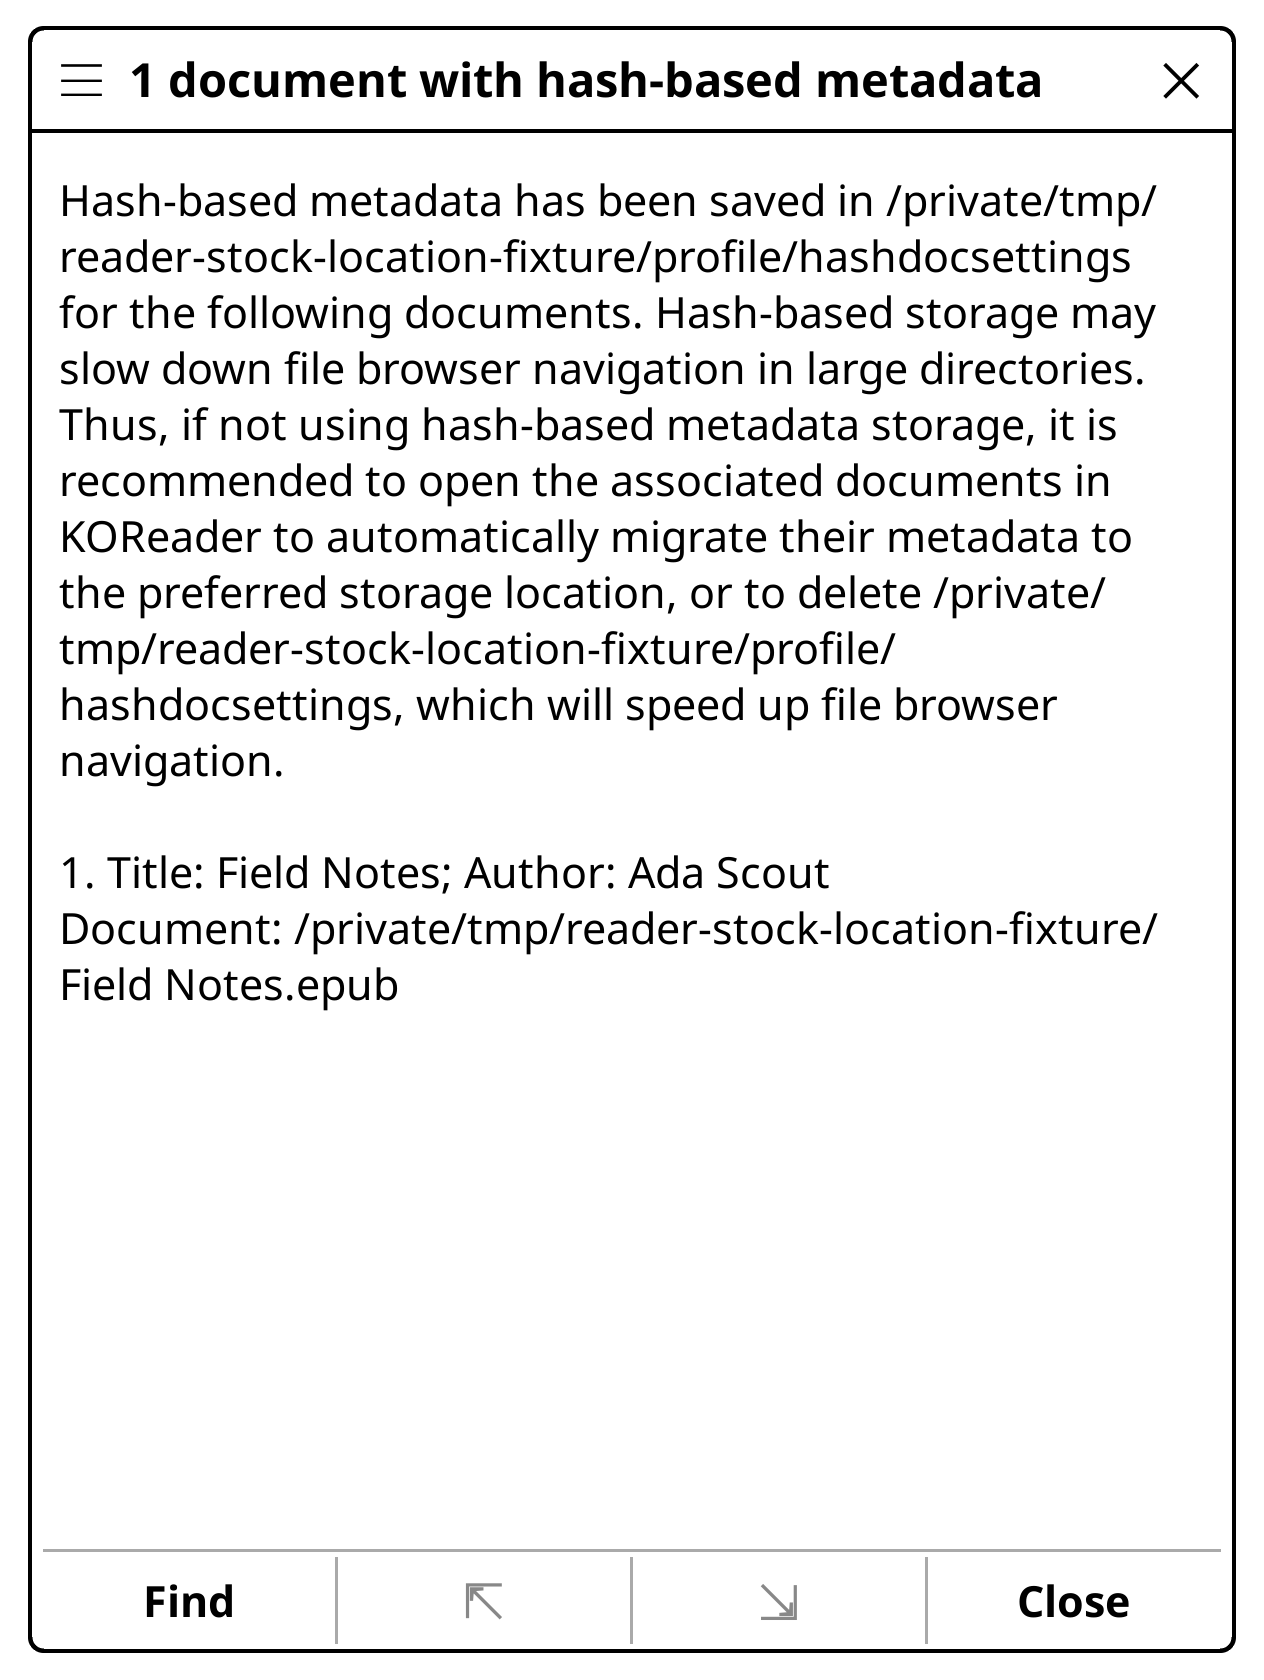 1 document with hash-based metadata
Hash-based metadata has been saved in /private/tmp/
reader-stock-location-fixture/profile/hashdocsettings
for the following documents. Hash-based storage may
slow down file browser navigation in large directories.
Thus, if not using hash-based metadata storage, it is
recommended to open the associated documents in
KOReader to automatically migrate their metadata to
the preferred storage location, or to delete /private/
tmp/reader-stock-location-fixture/profile/
hashdocsettings, which will speed up file browser
navigation.
1. Title: Field Notes; Author: Ada Scout
Document: /private/tmp/reader-stock-location-fixture/
Field Notes.epub
Find
Close